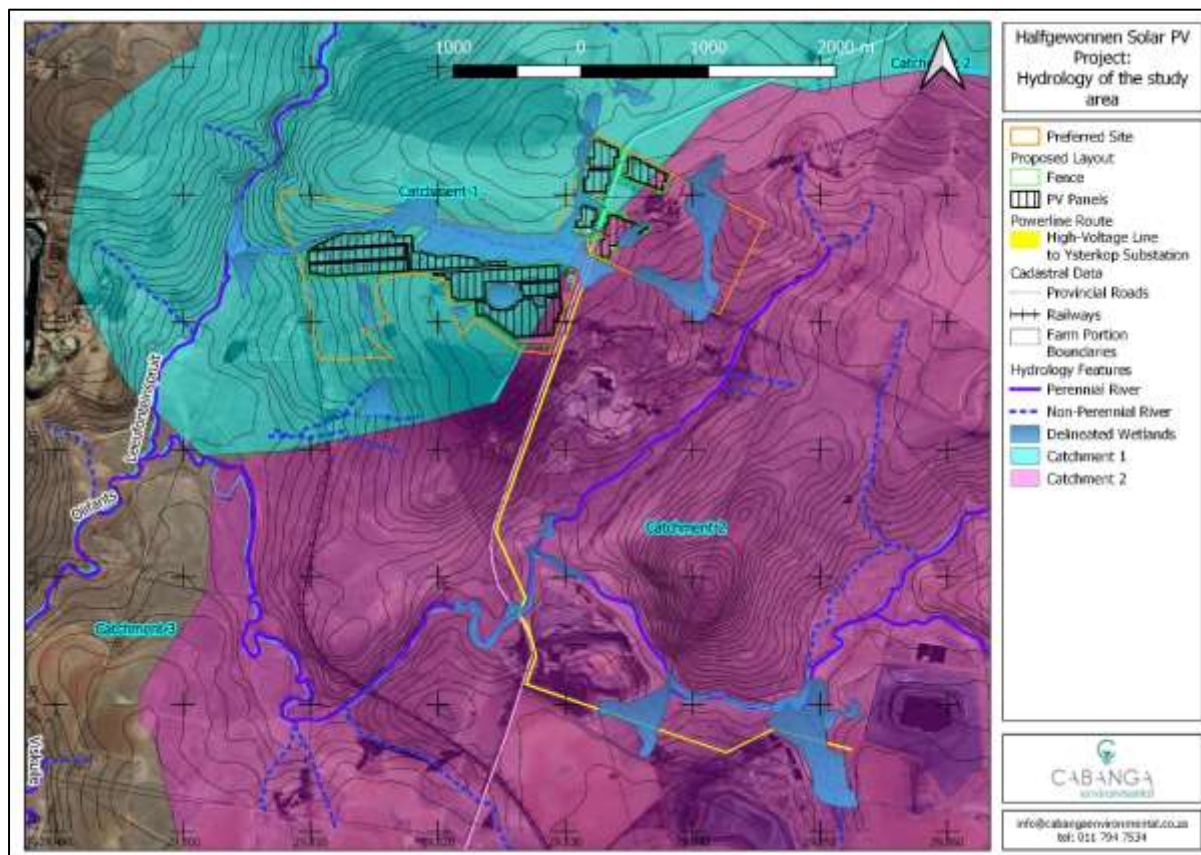 Halfgewonnen Solar PV
Project:
Hydrology of the study
area
Preferred Site
Proposed Layout
Fence
PV Panels
Powerline Route
High-Voltage Line
to Ysterkop Substation
Cadastral Data
Provincial Roads
Railways
Farm Portion
Boundaries
Hydrology Features
Perennial River
Non-Perennial River
Delineated Wetlands
Catchment 1
Catchment 2
CABANGA
environmental
info@cabangaenvironmental.co.za
tel: 011 794 7534
1000 0 1000 2000 m
Catchment 2
Catchment 1
Leeufonteinspruit
Olifants
Catchment 2
Catchment 3